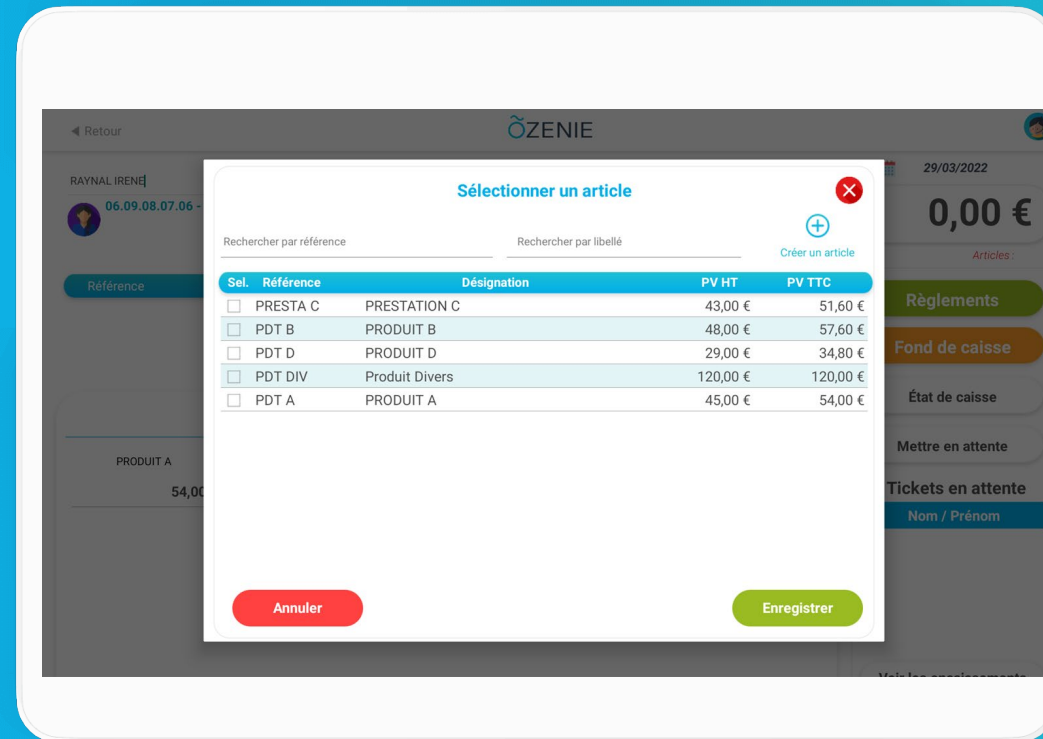 Retour
ÕZENIE
RAYNAL IRENE
06.09.08.07.06 -
29/03/2022
0,00 €
Articles :
Référence
Règlements
Fond de caisse
État de caisse
Mettre en attente
Tickets en attente
Nom / Prénom
PRODUIT A
54,00
Sélectionner un article
Rechercher par référence
Rechercher par libellé
Créer un article
Sel. Référence Désignation PV HT PV TTC
PRESTA C PRESTATION C 43,00 € 51,60 €
PDT B PRODUIT B 48,00 € 57,60 €
PDT D PRODUIT D 29,00 € 34,80 €
PDT DIV Produit Divers 120,00 € 120,00 €
PDT A PRODUIT A 45,00 € 54,00 €
Annuler
Enregistrer